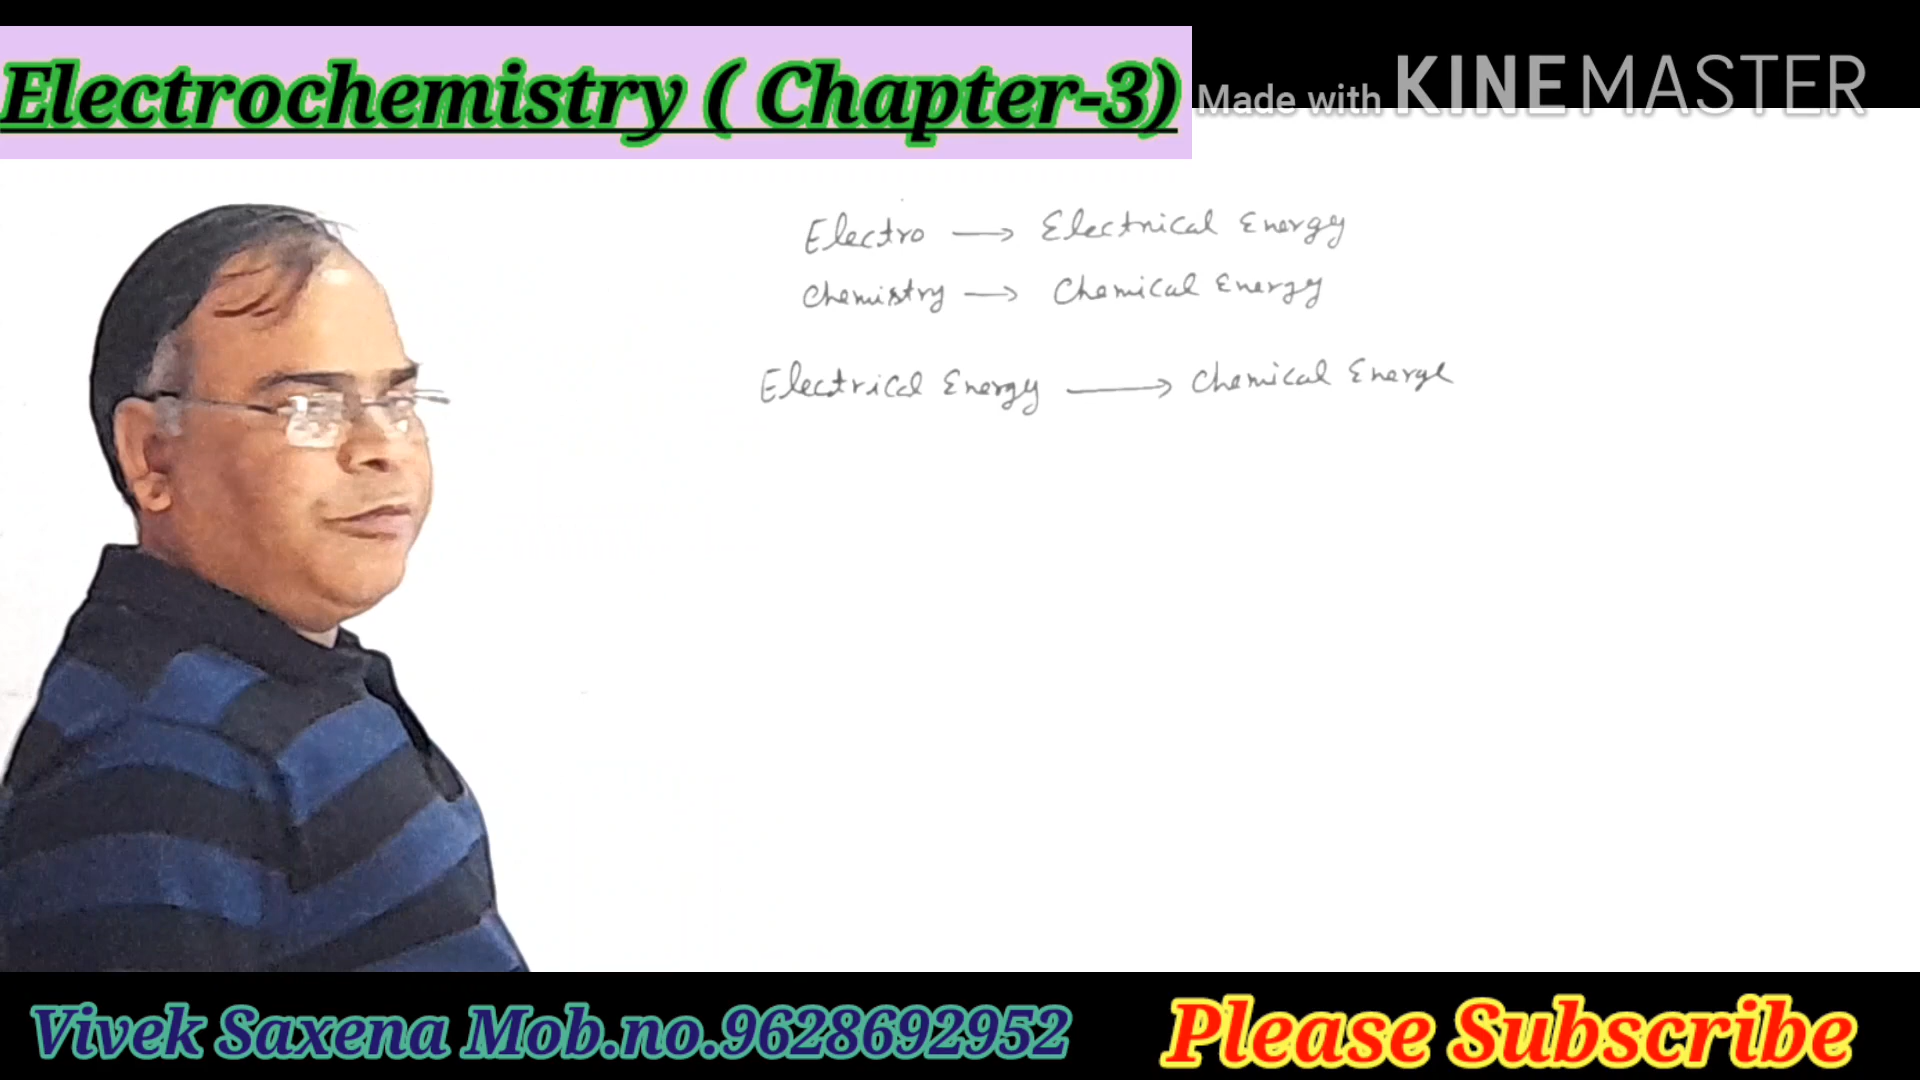 Electrochemistry ( Chapter-3)
Made with KINEMASTER
Electro → Electrical Energy
Chemistry → Chemical Energy
Electrical Energy → Chemical Energy
Vivek Saxena Mob.no.9628692952
Please Subscribe